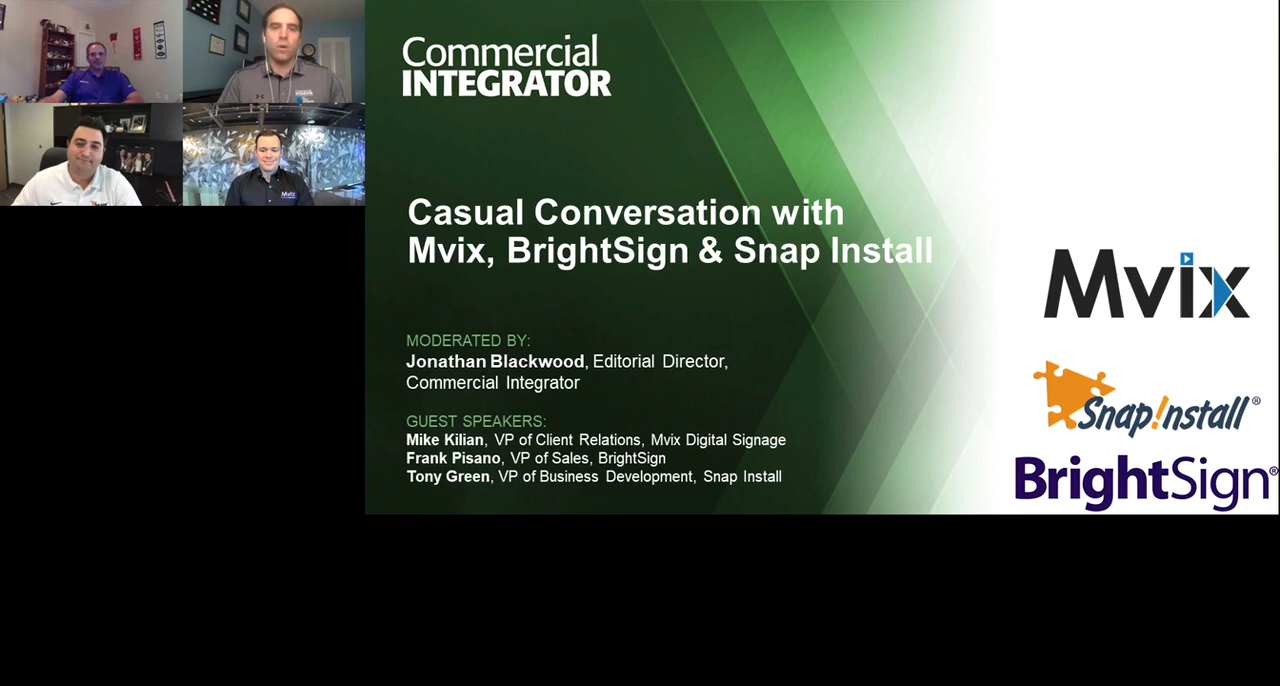 Commercial
INTEGRATOR
Casual Conversation with
Mvix, BrightSign & Snap Install
MODERATED BY:
Jonathan Blackwood, Editorial Director,
Commercial Integrator
GUEST SPEAKERS:
Mike Kilian, VP of Client Relations, Mvix Digital Signage
Frank Pisano, VP of Sales, BrightSign
Tony Green, VP of Business Development, Snap Install
Mvix
Snap!nstall®
BrightSign®
Mvix